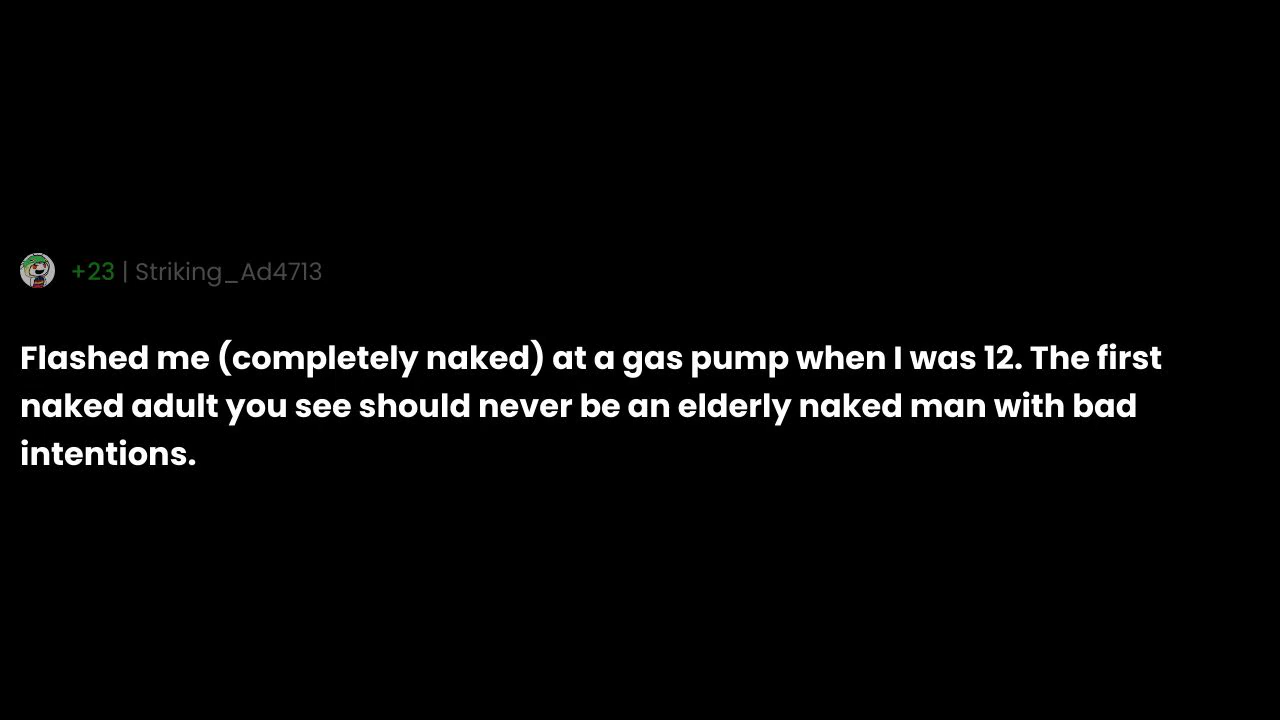 +23 | Striking_Ad4713
Flashed me (completely naked) at a gas pump when I was 12. The first
naked adult you see should never be an elderly naked man with bad
intentions.